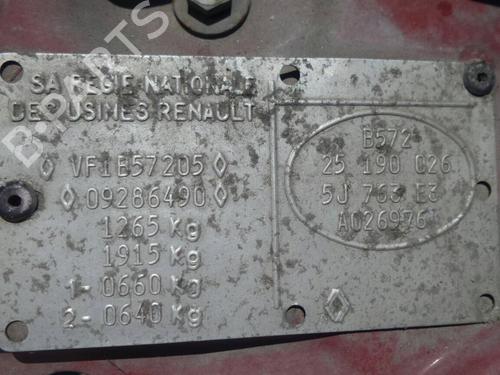 SA REGIE NATIONALE
DES USINES RENAULT
◊ VF1B57205 ◊
◊ 09286490 ◊
1265 Kg
1915 Kg
1- 0660 Kg
2- 0640 Kg
B572
25 190 026
5J 763 E3
A026976
B-PARTS